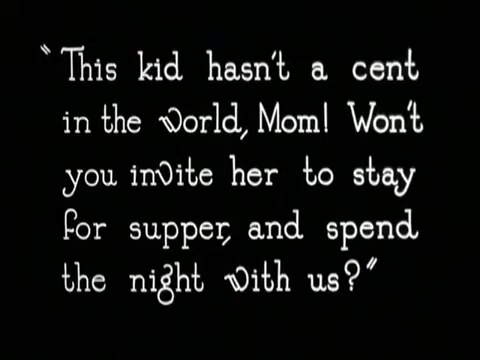 "This kid hasn't a cent
in the world, Mom! Won't
you invite her to stay
for supper, and spend
the night with us?"